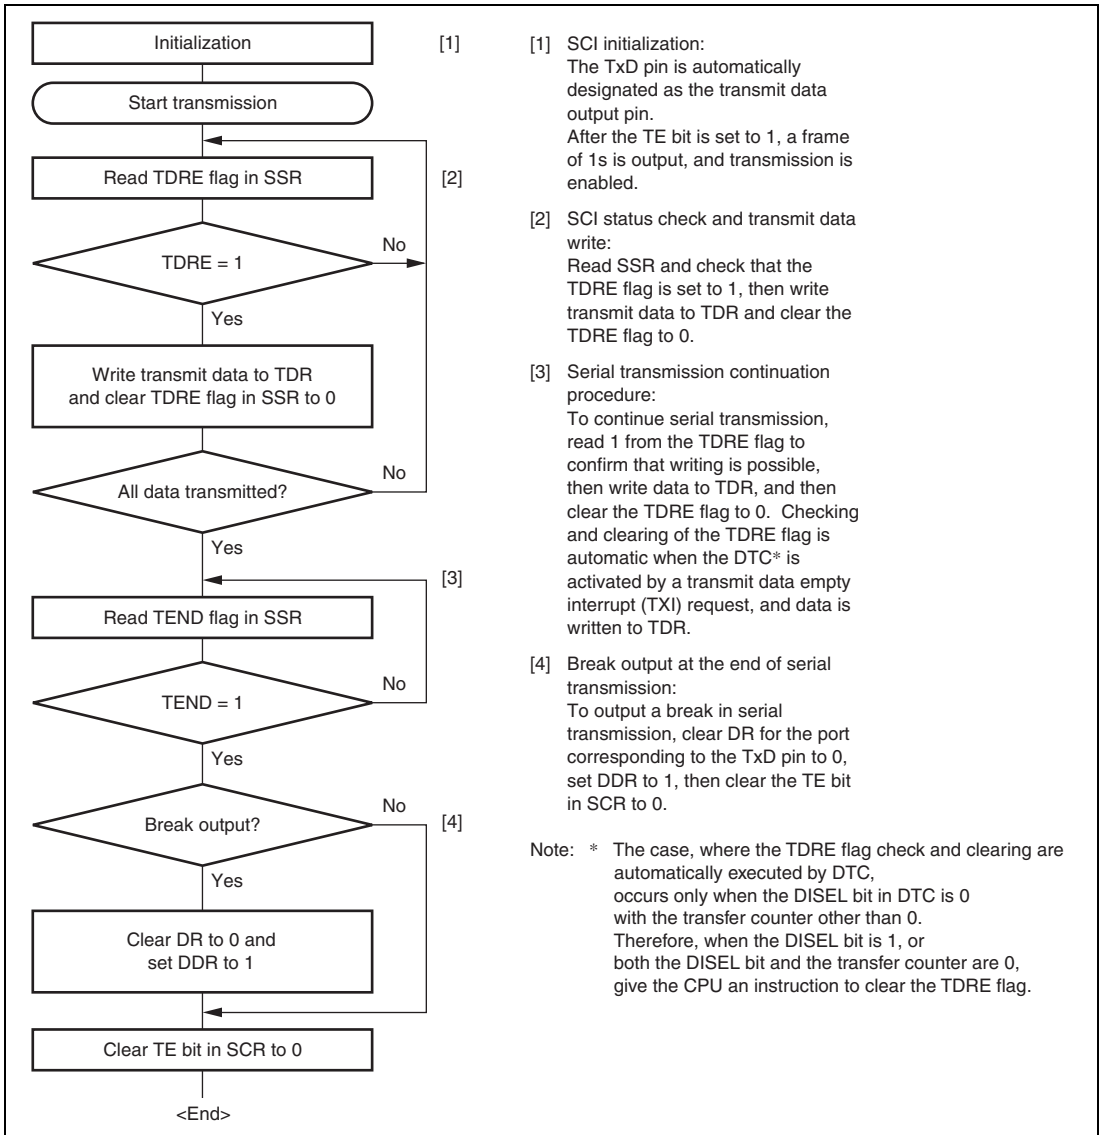 Initialization
[1]
Start transmission
Read TDRE flag in SSR
[2]
No
TDRE = 1
Yes
Write transmit data to TDR
and clear TDRE flag in SSR to 0
No
All data transmitted?
Yes
[3]
Read TEND flag in SSR
No
TEND = 1
Yes
No
Break output?
[4]
Yes
Clear DR to 0 and
set DDR to 1
Clear TE bit in SCR to 0
<End>
[1] SCI initialization:
The TxD pin is automatically
designated as the transmit data
output pin.
After the TE bit is set to 1, a frame
of 1s is output, and transmission is
enabled.
[2] SCI status check and transmit data
write:
Read SSR and check that the
TDRE flag is set to 1, then write
transmit data to TDR and clear the
TDRE flag to 0.
[3] Serial transmission continuation
procedure:
To continue serial transmission,
read 1 from the TDRE flag to
confirm that writing is possible,
then write data to TDR, and then
clear the TDRE flag to 0. Checking
and clearing of the TDRE flag is
automatic when the DTC* is
activated by a transmit data empty
interrupt (TXI) request, and data is
written to TDR.
[4] Break output at the end of serial
transmission:
To output a break in serial
transmission, clear DR for the port
corresponding to the TxD pin to 0,
set DDR to 1, then clear the TE bit
in SCR to 0.
Note: * The case, where the TDRE flag check and clearing are
automatically executed by DTC,
occurs only when the DISEL bit in DTC is 0
with the transfer counter other than 0.
Therefore, when the DISEL bit is 1, or
both the DISEL bit and the transfer counter are 0,
give the CPU an instruction to clear the TDRE flag.